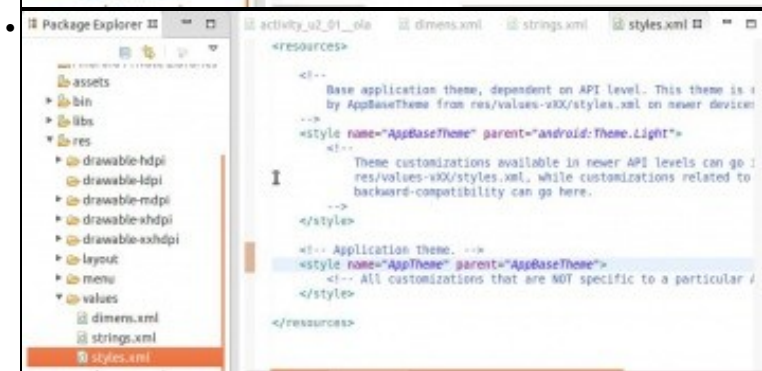 Package Explorer
assets
bin
libs
res
drawable-hdpi
drawable-ldpi
drawable-mdpi
drawable-xhdpi
drawable-xxhdpi
layout
menu
values
dimens.xml
strings.xml
styles.xml
activity_u2_01__ola dimens.xml strings.xml styles.xml
<resources>
<!--
Base application theme, dependent on API level. This theme is
by AppBaseTheme from res/values-vXX/styles.xml on newer devices
-->
<style name="AppBaseTheme" parent="android:Theme.Light">
<!--
Theme customizations available in newer API levels can go
res/values-vXX/styles.xml, while customizations related to
backward-compatibility can go here.
-->
</style>
<!-- Application theme. -->
<style name="AppTheme" parent="AppBaseTheme">
<!-- All customizations that are NOT specific to a particular
</style>
</resources>